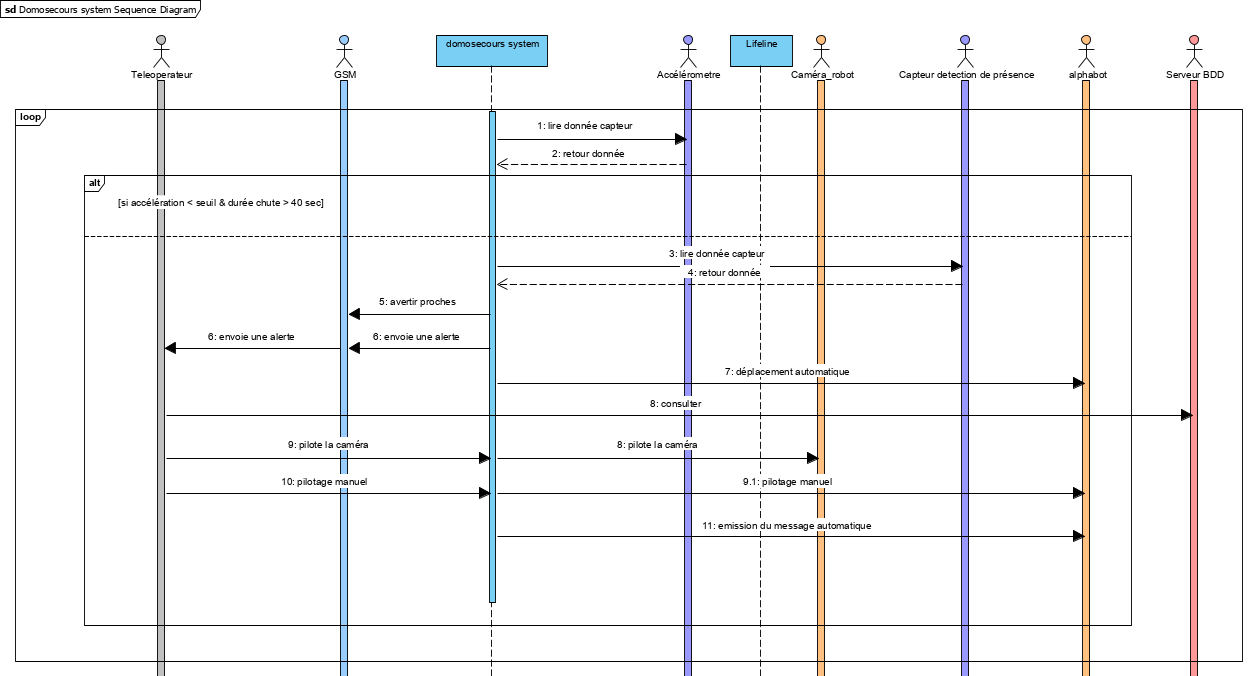 sd Domosecours system Sequence Diagram
Teleoperateur
GSM
domosecours system
Accélérometre
Lifeline
Caméra_robot
Capteur detection de présence
alphabot
Serveur BDD
loop
1: lire donnée capteur
2: retour donnée
alt
[si accélération < seuil & durée chute > 40 sec]
3: lire donnée capteur
4: retour donnée
5: avertir proches
6: envoie une alerte
6: envoie une alerte
7: déplacement automatique
8: consulter
9: pilote la caméra
8: pilote la caméra
10: pilotage manuel
9.1: pilotage manuel
11: emission du message automatique